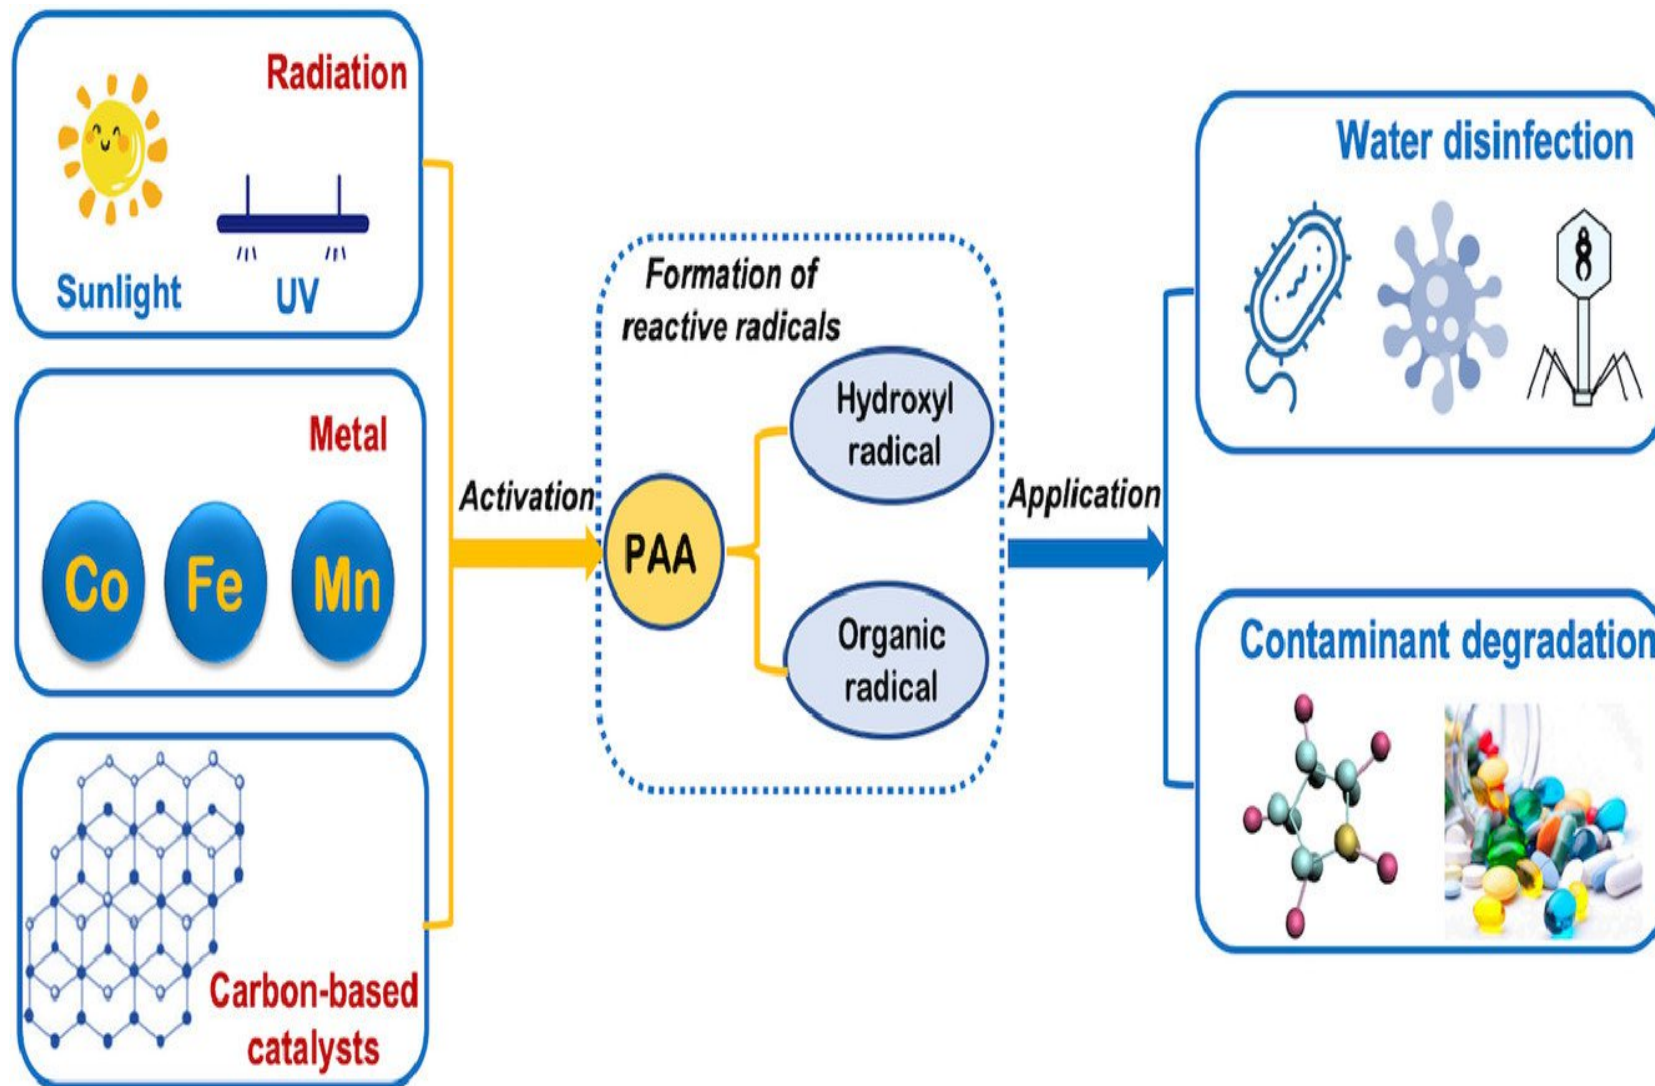 Radiation
Sunlight
UV
Metal
Co
Fe
Mn
Carbon-based
catalysts
Activation
Formation of
reactive radicals
PAA
Hydroxyl
radical
Organic
radical
Application
Water disinfection
Contaminant degradation